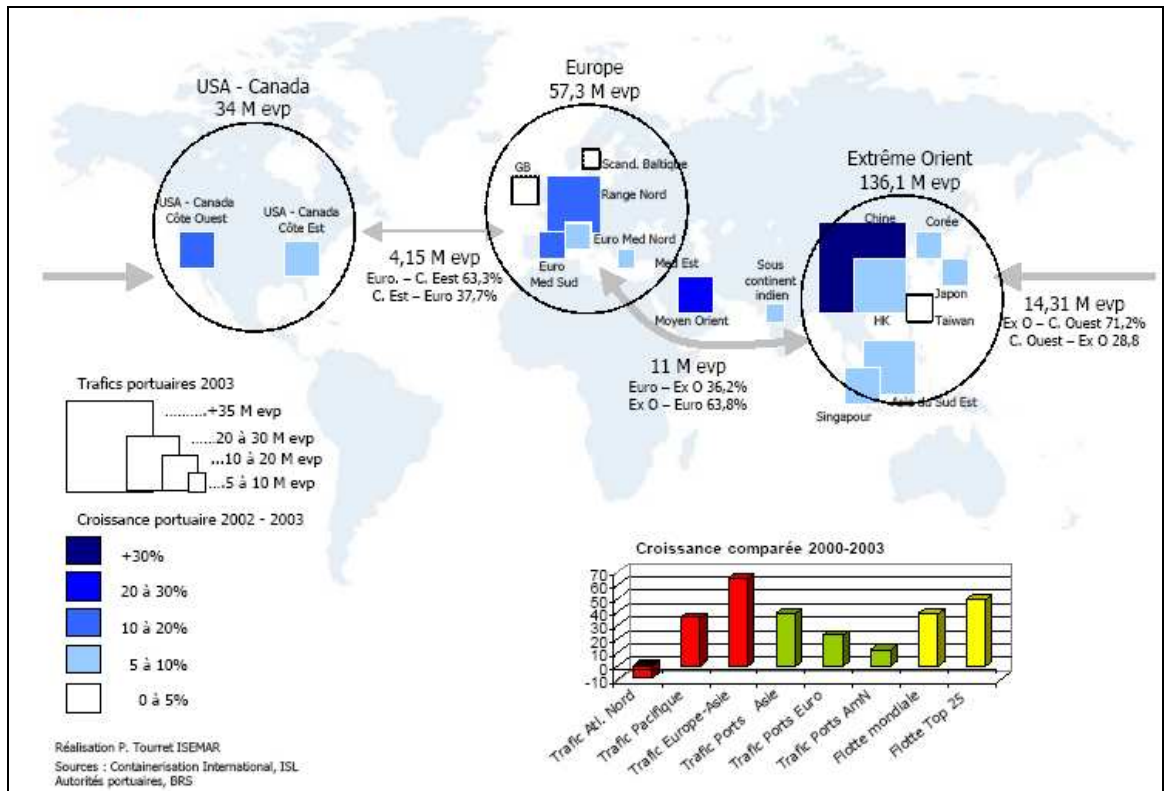 USA - Canada
34 M evp
Europe
57,3 M evp
Extrême Orient
136,1 M evp
USA - Canada
Côte Ouest
USA - Canada
Côte Est
GB
Scand. Baltique
Range Nord
Euro Med Nord
Euro
Med Sud
Med Est
Moyen Orient
Sous
continent
indien
Chine
Corée
Japon
HK
Taiwan
Asie du Sud Est
Singapour
4,15 M evp
Euro. – C. Eest 63,3%
C. Est – Euro 37,7%
11 M evp
Euro – Ex O 36,2%
Ex O – Euro 63,8%
14,31 M evp
Ex O – C. Ouest 71,2%
C. Ouest – Ex O 28,8
Trafics portuaires 2003
..........+35 M evp
......20 à 30 M evp
...10 à 20 M evp
....5 à 10 M evp
Croissance portuaire 2002 - 2003
+30%
20 à 30%
10 à 20%
5 à 10%
0 à 5%
Croissance comparée 2000-2003
70
60
50
40
30
20
10
0
-10
Trafic Atl. Nord
Trafic Pacifique
Trafic Europe-Asie
Trafic Ports Asie
Trafic Ports Euro
Trafic Ports AmN
Flotte mondiale
Flotte Top 25
Réalisation P. Tourret ISEMAR
Sources : Containerisation International, ISL
Autorités portuaires, BRS